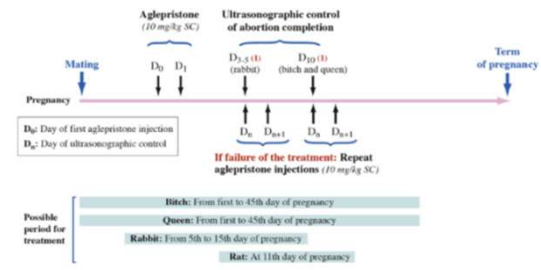 Aglepristone
(10 mg/kg SC)
Ultrasonographic control
of abortion completion
Mating
D0 D1
D3-5 (1)
(rabbit)
D10 (1)
(bitch and queen)
Term
of pregnancy
Pregnancy
D0: Day of first aglepristone injection
Dn: Day of ultrasonographic control
Dn Dn+1 Dn Dn+1
If failure of the treatment: Repeat
aglepristone injections (10 mg/kg SC)
Possible
period for
treatment
Bitch: From first to 45th day of pregnancy
Queen: From first to 45th day of pregnancy
Rabbit: From 5th to 15th day of pregnancy
Rat: At 11th day of pregnancy